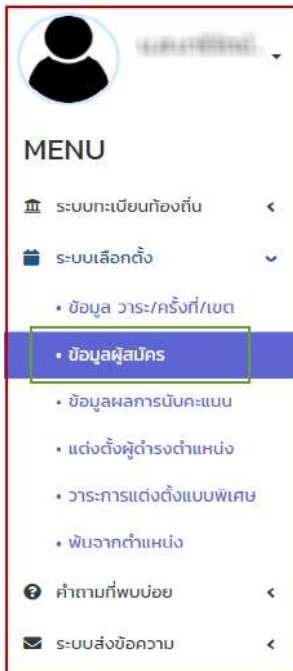 MENU
ระบบทะเบียนท้องถิ่น
ระบบเลือกตั้ง
• ข้อมูล วาระ/ครั้งที่/เขต
• ข้อมูลผู้สมัคร
• ข้อมูลผลการนับคะแนน
• แต่งตั้งผู้ดำรงตำแหน่ง
• วาระการแต่งตั้งแบบพิเศษ
• พ้นจากตำแหน่ง
คำถามที่พบบ่อย
ระบบส่งข้อความ